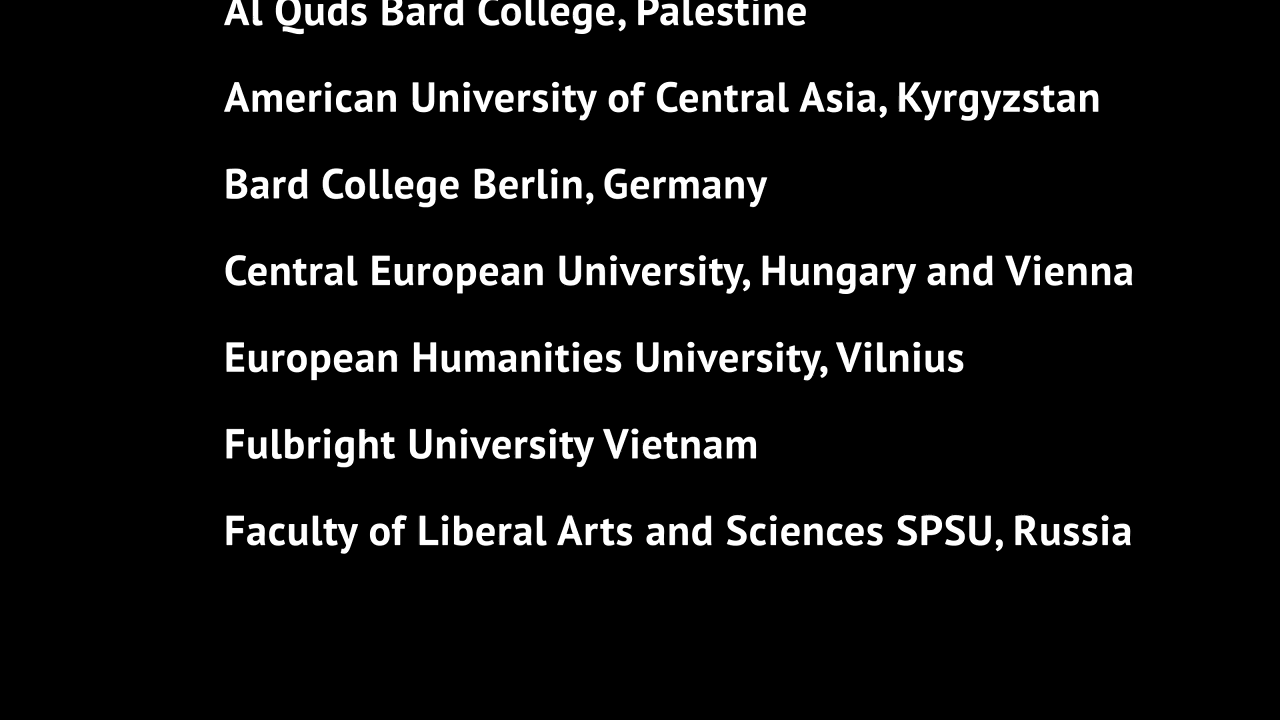 Al Quds Bard College, Palestine
American University of Central Asia, Kyrgyzstan
Bard College Berlin, Germany
Central European University, Hungary and Vienna
European Humanities University, Vilnius
Fulbright University Vietnam
Faculty of Liberal Arts and Sciences SPSU, Russia